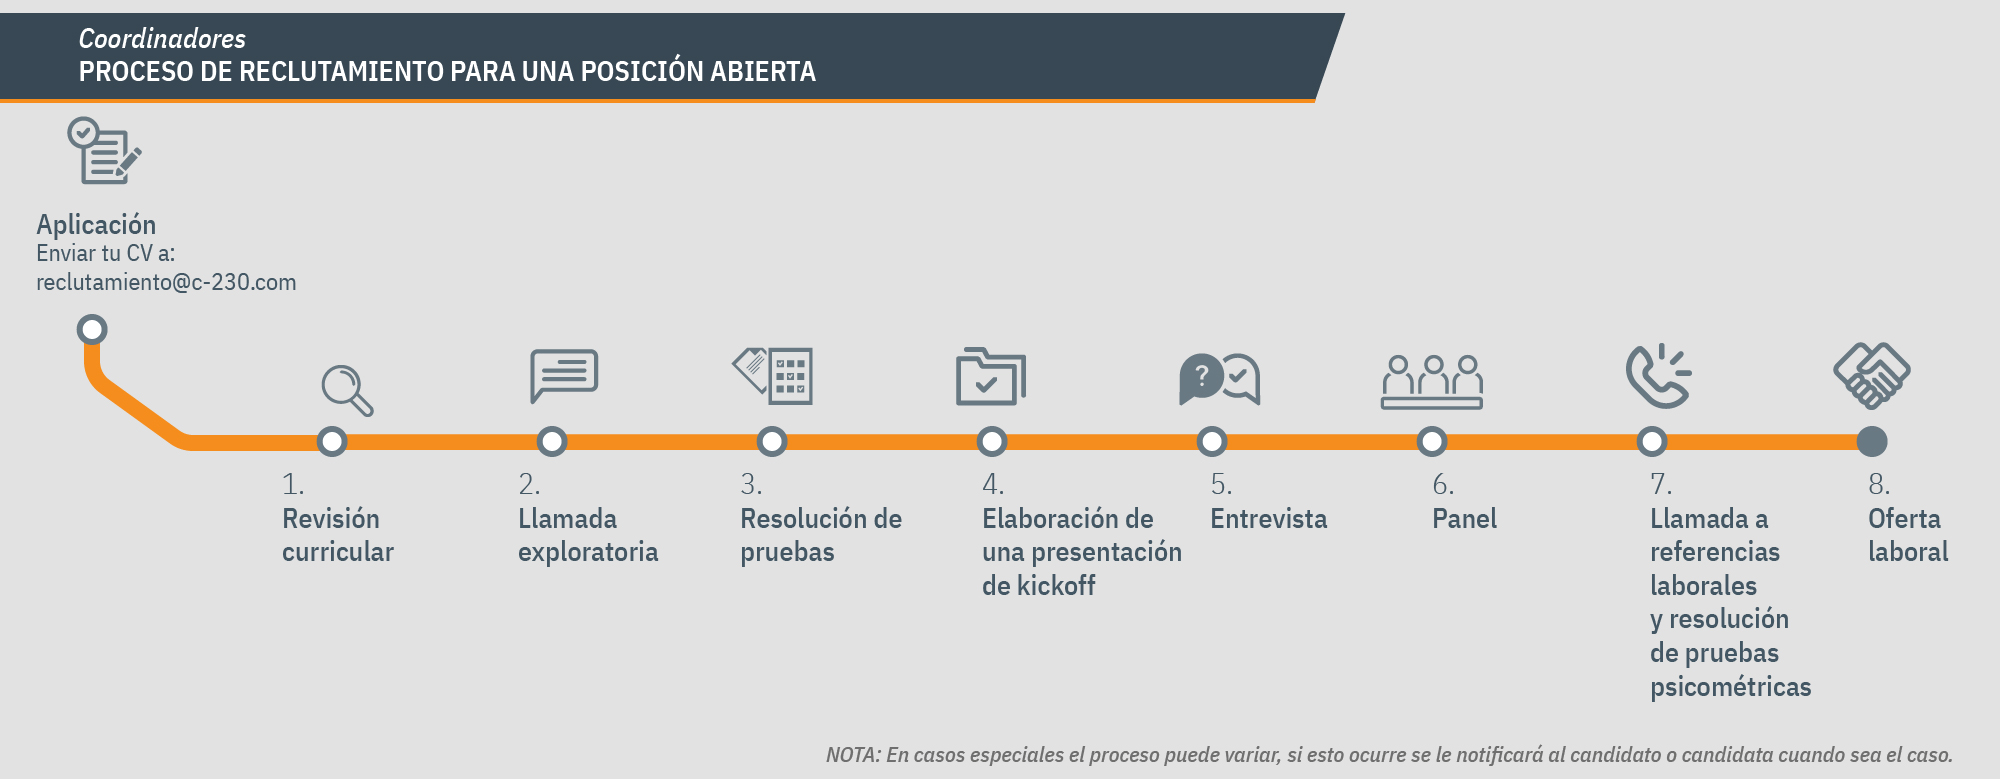 Coordinadores
PROCESO DE RECLUTAMIENTO PARA UNA POSICIÓN ABIERTA
Aplicación
Enviar tu CV a:
reclutamiento@c-230.com
?
1.
Revisión
curricular
2.
Llamada
exploratoria
3.
Resolución de
pruebas
4.
Elaboración de
una presentación
de kickoff
5.
Entrevista
6.
Panel
7.
Llamada a
referencias
laborales
y resolución
de pruebas
psicométricas
8.
Oferta
laboral
NOTA: En casos especiales el proceso puede variar, si esto ocurre se le notificará al candidato o candidata cuando sea el caso.